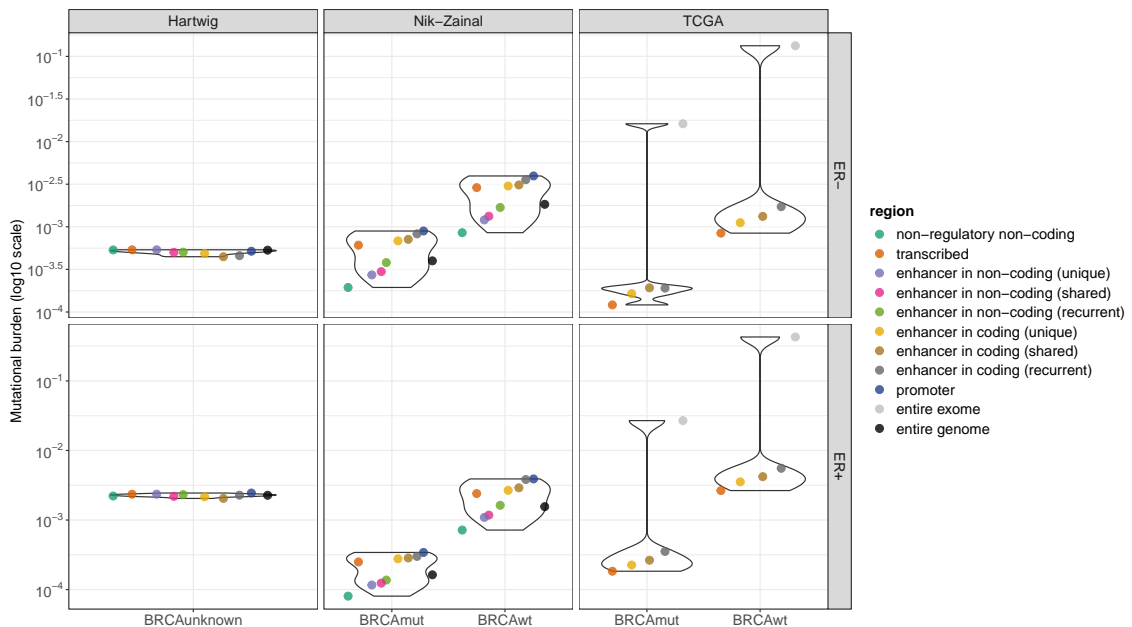 Hartwig
Nik−Zainal
TCGA
Mutational burden (log10 scale)
10−1
10−1.5
10−2
10−2.5
10−3
10−3.5
10−4
ER−
10−1
10−2
10−3
10−4
ER+
BRCAunknown
BRCAmut
BRCAwt
BRCAmut
BRCAwt
region
non−regulatory non−coding
transcribed
enhancer in non−coding (unique)
enhancer in non−coding (shared)
enhancer in non−coding (recurrent)
enhancer in coding (unique)
enhancer in coding (shared)
enhancer in coding (recurrent)
promoter
entire exome
entire genome